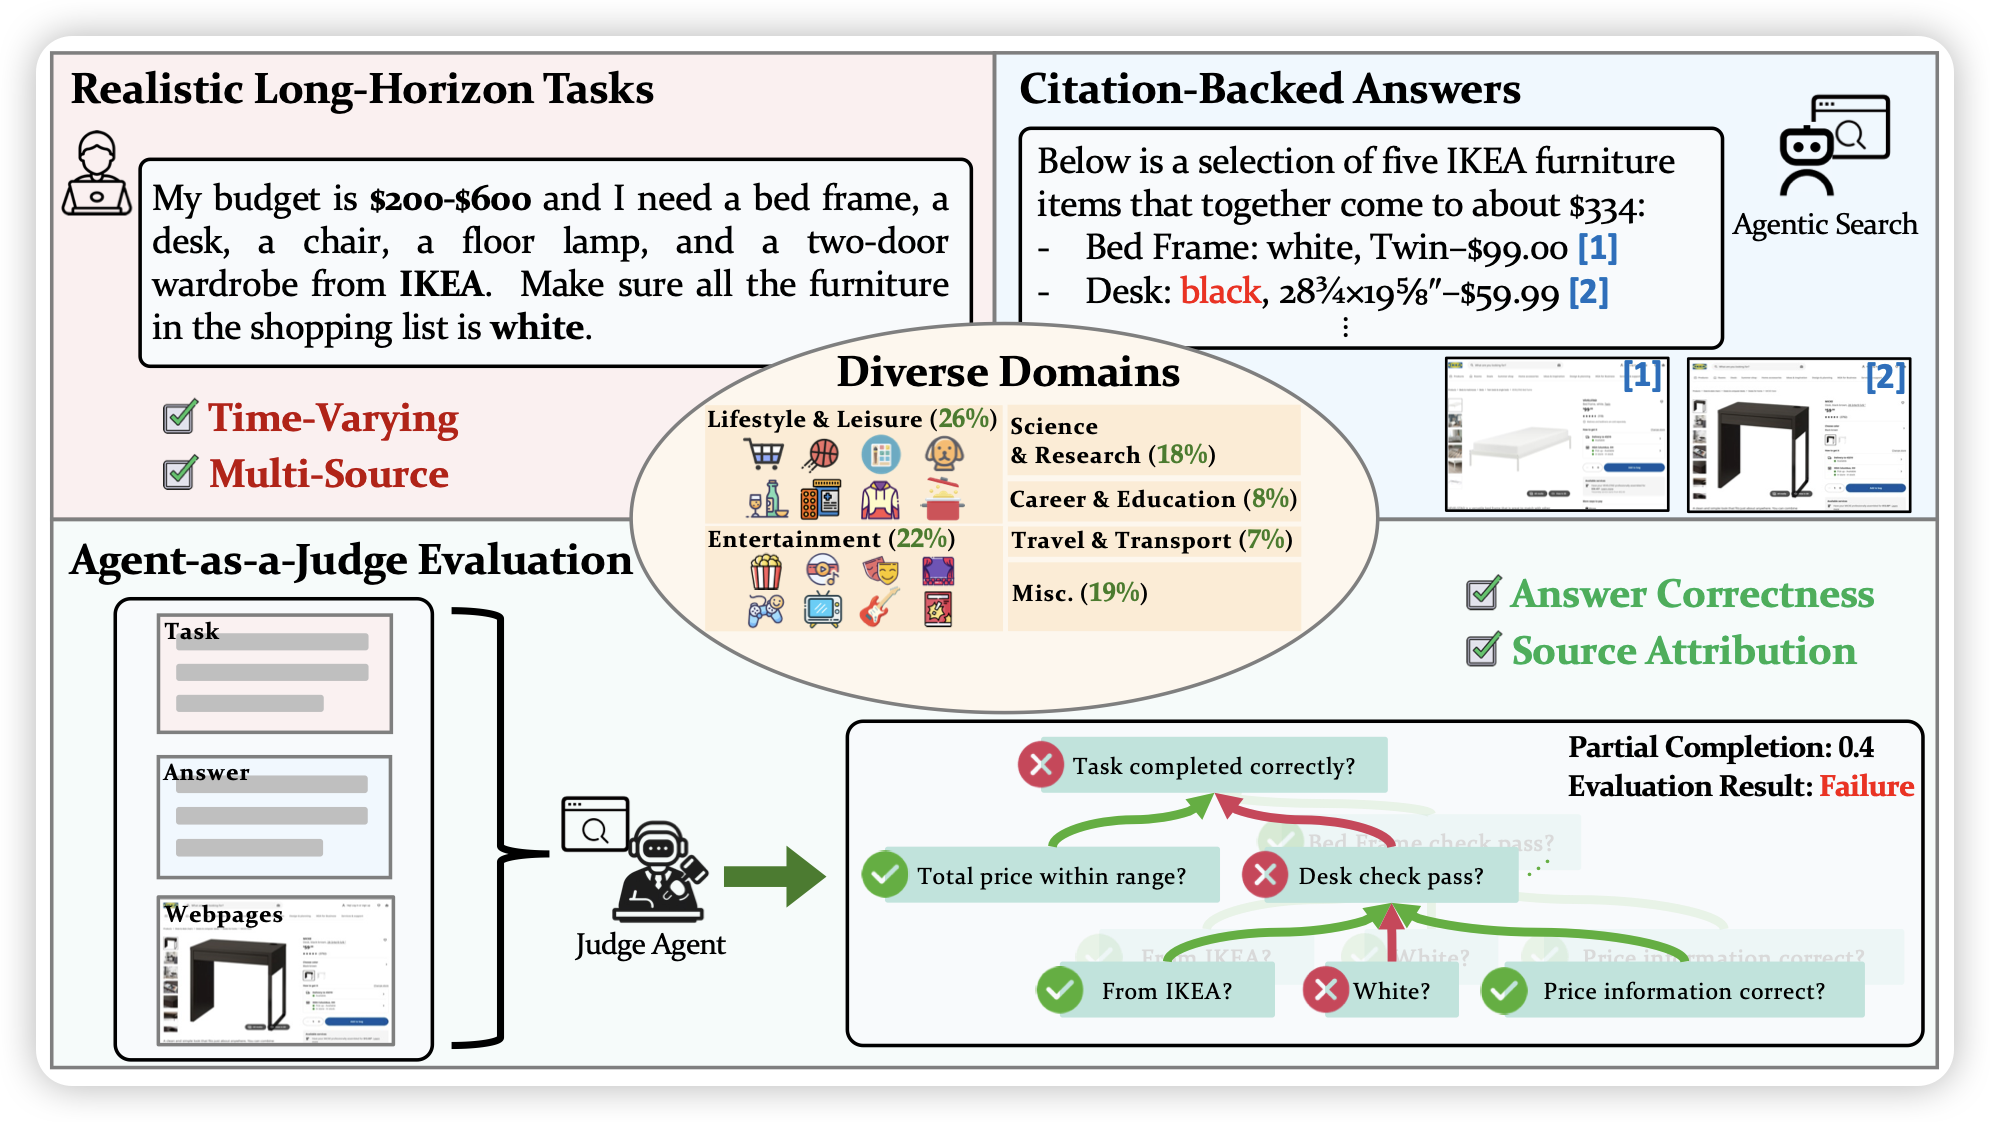 Realistic Long-Horizon Tasks
My budget is $200-$600 and I need a bed frame, a
desk, a chair, a floor lamp, and a two-door
wardrobe from IKEA. Make sure all the furniture
in the shopping list is white.
Time-Varying
Multi-Source
Citation-Backed Answers
Below is a selection of five IKEA furniture
items that together come to about $334:
- Bed Frame: white, Twin–$99.00 [1]
- Desk: black, 28¾×19⅝″–$59.99 [2]
⋮
Agentic Search
[1]
[2]
Diverse Domains
Lifestyle & Leisure (26%)
Entertainment (22%)
Science
& Research (18%)
Career & Education (8%)
Travel & Transport (7%)
Misc. (19%)
Agent-as-a-Judge Evaluation
Task
Answer
Webpages
Judge Agent
Answer Correctness
Source Attribution
Partial Completion: 0.4
Evaluation Result: Failure
Task completed correctly?
Bed Frame check pass?
Total price within range?
Desk check pass?
From IKEA?
White?
Price information correct?
From IKEA?
White?
Price information correct?